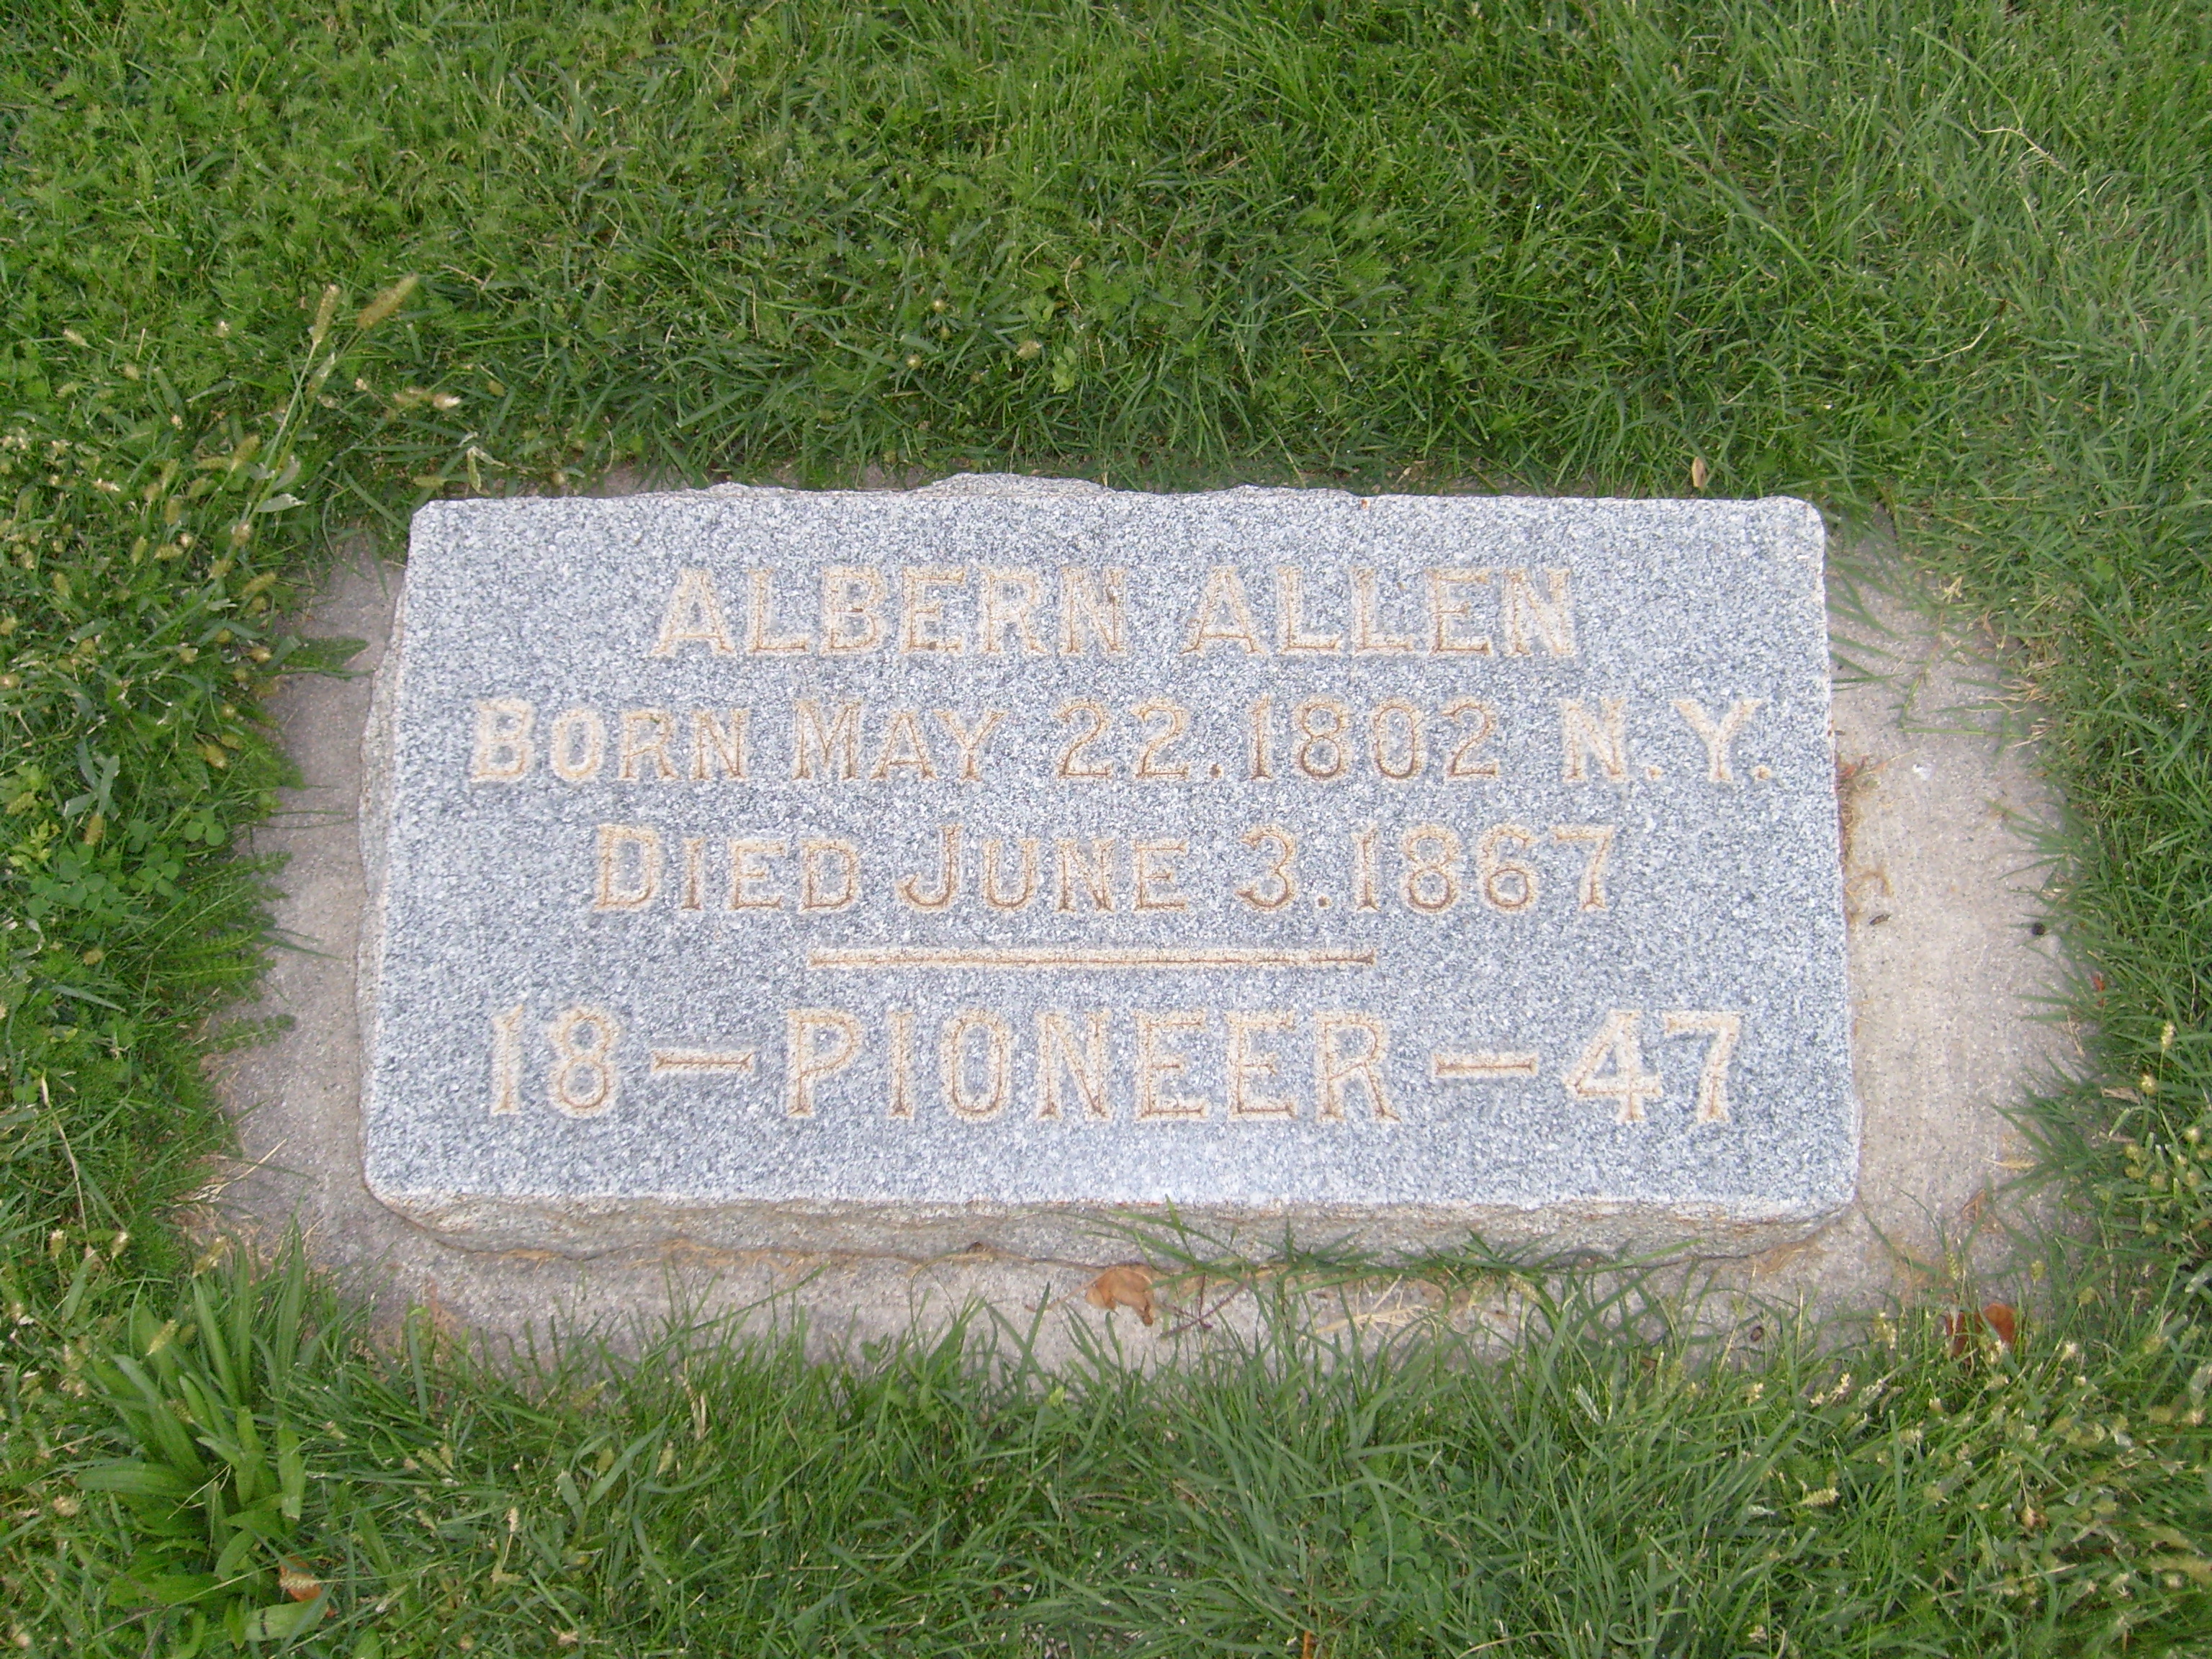 ALBERN ALLEN
BORN MAY 22.1802 N.Y.
DIED JUNE 3.1867
18—PIONEER—47